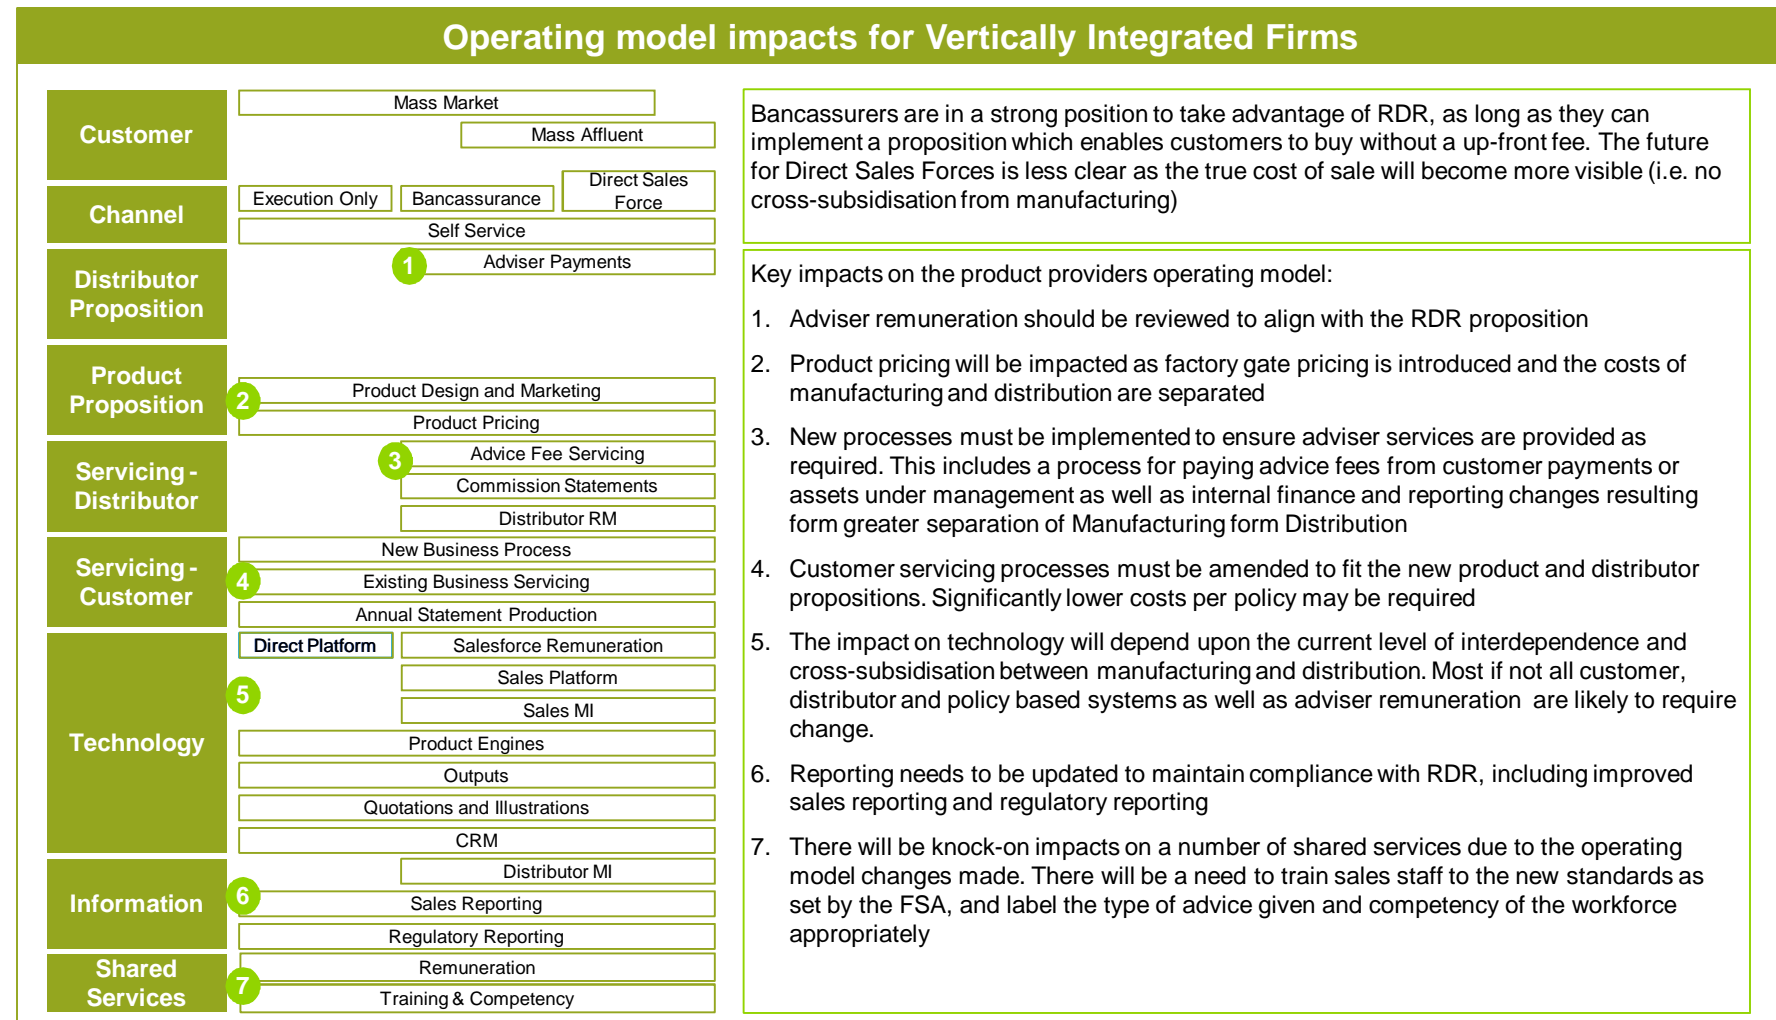 Operating model impacts for Vertically Integrated Firms
Customer
Mass Market
Mass Affluent
Channel
Execution Only
Bancassurance
Direct Sales
Force
Self Service
Distributor
Proposition
1
Adviser Payments
Product
Proposition
2
Product Design and Marketing
Product Pricing
Servicing -
Distributor
3
Advice Fee Servicing
Commission Statements
Distributor RM
Servicing -
Customer
4
New Business Process
Existing Business Servicing
Annual Statement Production
Technology
5
Direct Platform
Salesforce Remuneration
Sales Platform
Sales MI
Product Engines
Outputs
Quotations and Illustrations
CRM
Information
6
Distributor MI
Sales Reporting
Regulatory Reporting
Shared
Services
7
Remuneration
Training & Competency
Bancassurers are in a strong position to take advantage of RDR, as long as they can
implement a proposition which enables customers to buy without a up-front fee. The future
for Direct Sales Forces is less clear as the true cost of sale will become more visible (i.e. no
cross-subsidisation from manufacturing)
Key impacts on the product providers operating model:
1. Adviser remuneration should be reviewed to align with the RDR proposition
2. Product pricing will be impacted as factory gate pricing is introduced and the costs of
manufacturing and distribution are separated
3. New processes must be implemented to ensure adviser services are provided as
required. This includes a process for paying advice fees from customer payments or
assets under management as well as internal finance and reporting changes resulting
form greater separation of Manufacturing form Distribution
4. Customer servicing processes must be amended to fit the new product and distributor
propositions. Significantly lower costs per policy may be required
5. The impact on technology will depend upon the current level of interdependence and
cross-subsidisation between manufacturing and distribution. Most if not all customer,
distributor and policy based systems as well as adviser remuneration are likely to require
change.
6. Reporting needs to be updated to maintain compliance with RDR, including improved
sales reporting and regulatory reporting
7. There will be knock-on impacts on a number of shared services due to the operating
model changes made. There will be a need to train sales staff to the new standards as
set by the FSA, and label the type of advice given and competency of the workforce
appropriately